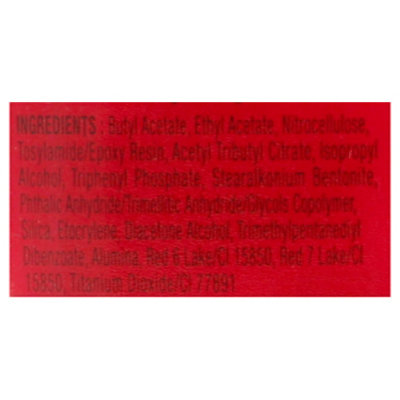 INGREDIENTS : Butyl Acetate, Ethyl Acetate, Nitrocellulose,
Tosylamide/Epoxy Resin, Acetyl Tributyl Citrate, Isopropyl
Alcohol, Triphenyl Phosphate, Stearalkonium Bentonite,
Phthalic Anhydride/Trimellitic Anhydride/Glycols Copolymer,
Silica, Etocrylene, Diacetone Alcohol, Trimethylpentanediyl
Dibenzoate, Alumina, Red 6 Lake/CI 15850, Red 7 Lake/CI
15850, Titanium Dioxide/CI 77891